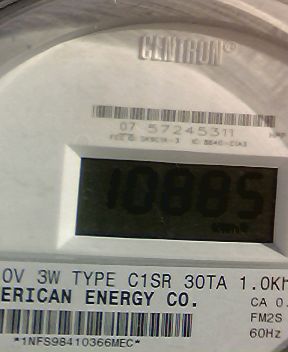 CENTRON®
07 57245311
10885
0V 3W TYPE C1SR 30TA 1.0Kh
ERICAN ENERGY CO. CA 0.
FM2S
60Hz
*1NFS98410366MEC*